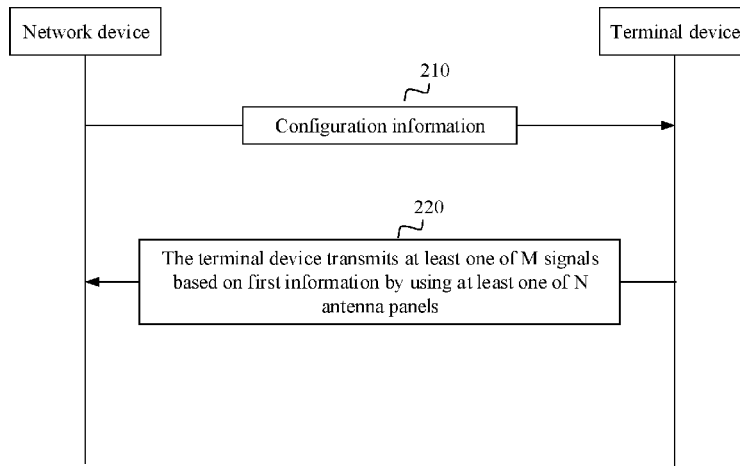 Network device
Terminal device
210
Configuration information
220
The terminal device transmits at least one of M signals
based on first information by using at least one of N
antenna panels